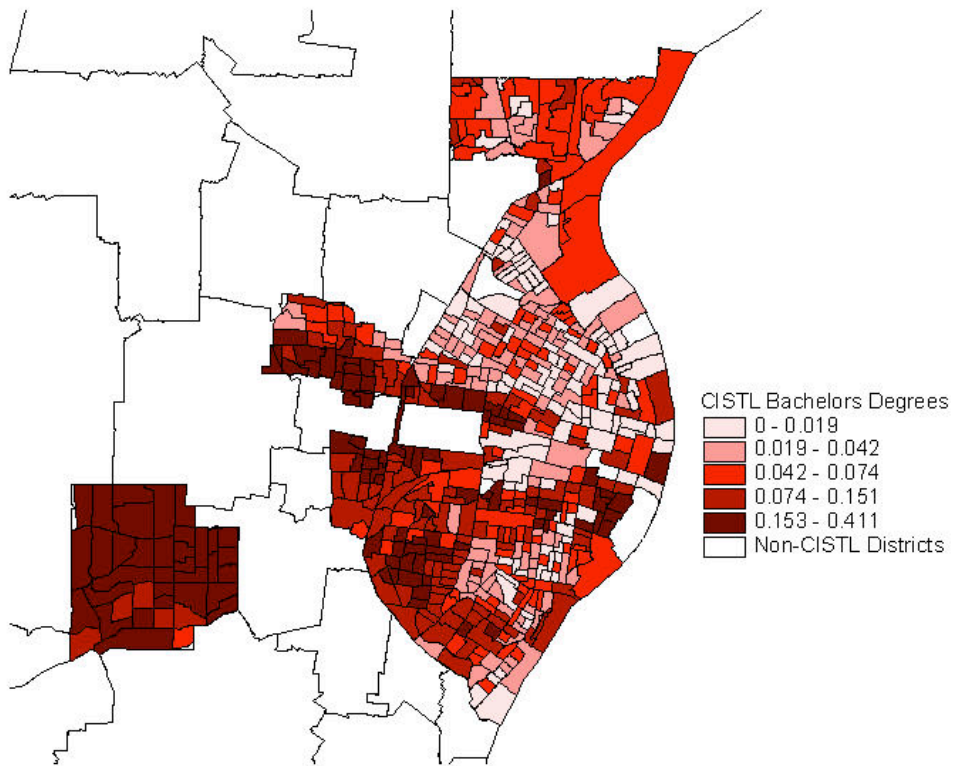 CISTL Bachelors Degrees
0 - 0.019
0.019 - 0.042
0.042 - 0.074
0.074 - 0.151
0.153 - 0.411
Non-CISTL Districts